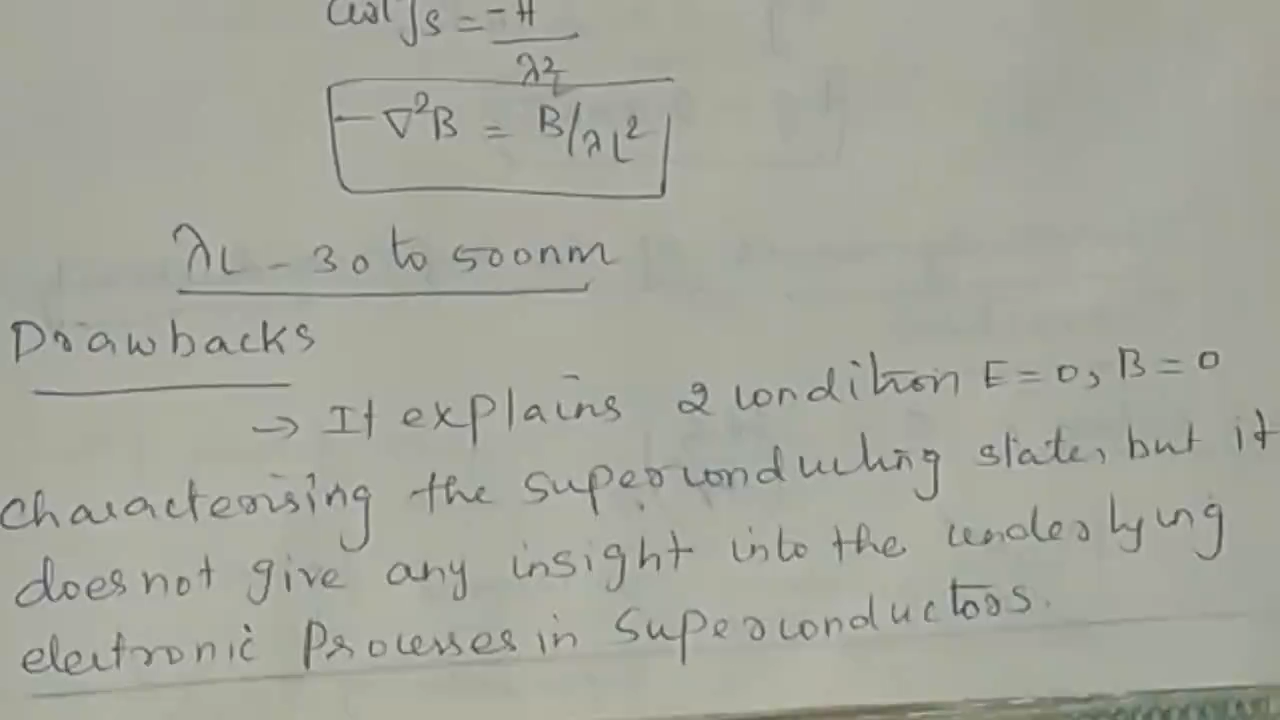 curl Js = -H / λ²L
-∇²B = B/λL²
λL - 30 to 500nm
Drawbacks
→ It explains 2 condition E=0, B=0
characterising the superconducting state, but it
does not give any insight into the underlying
electronic Processes in Superconductors.